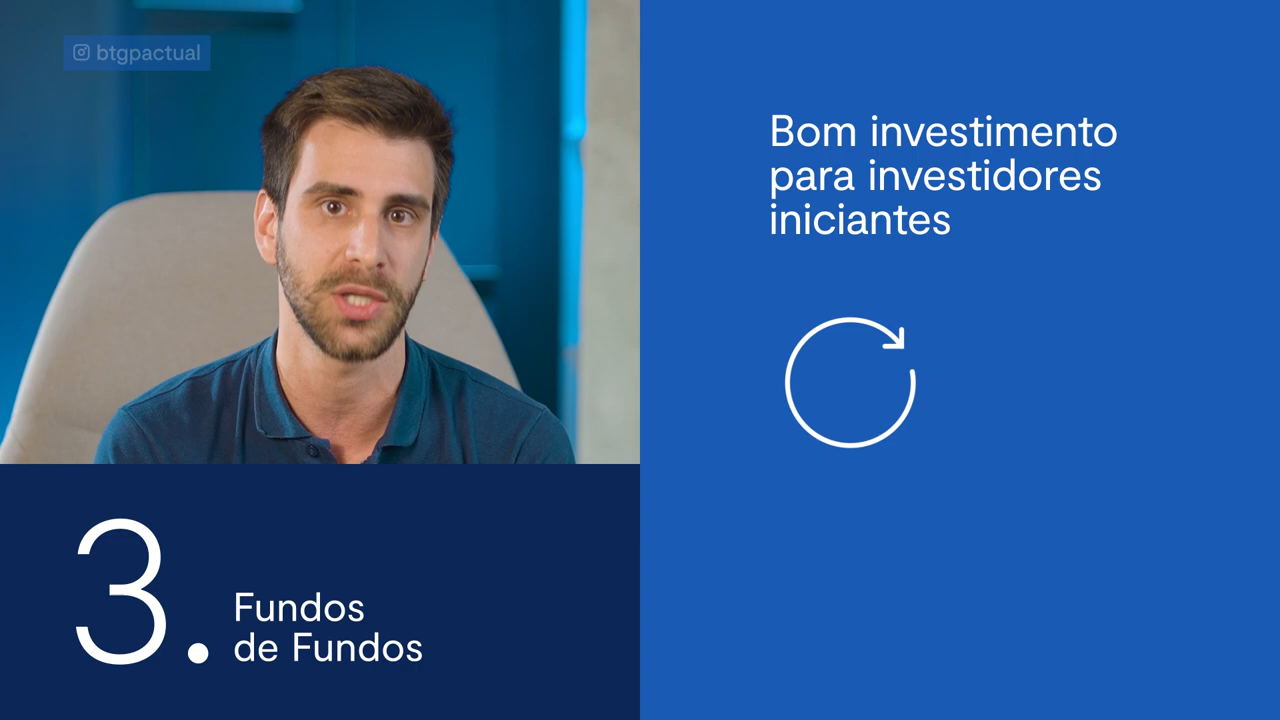 btgpactual
Bom investimento
para investidores
iniciantes
3.
Fundos
de Fundos